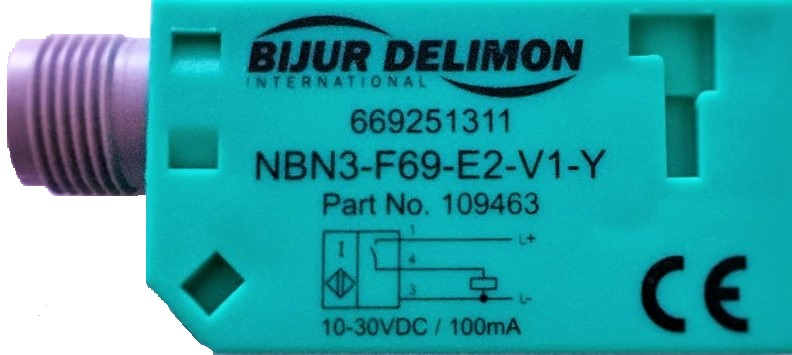 BIJUR DELIMON
INTERNATIONAL
669251311
NBN3-F69-E2-V1-Y
Part No. 109463
I
1
L+
4
3
L-
10-30VDC / 100mA
CE